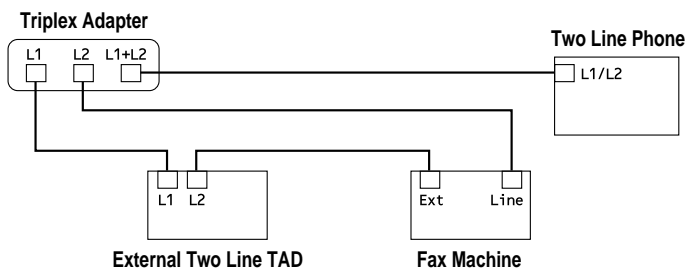 Triplex Adapter
L1 L2 L1+L2
Two Line Phone
L1/L2
L1 L2
Ext Line
External Two Line TAD
Fax Machine